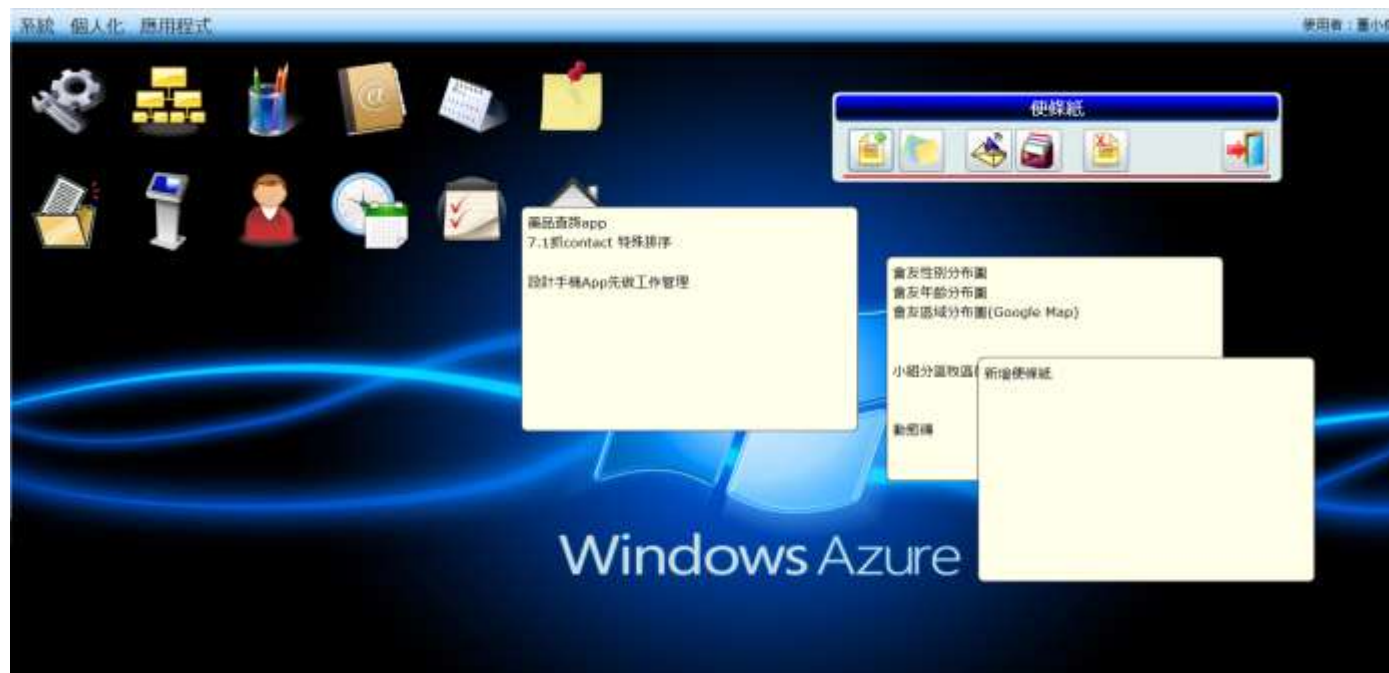 系統 個人化 應用程式
使用者：董小
便條紙
藥品查詢app
7.1抓contact 特殊排序
設計手機App先做工作管理
會友性別分布圖
會友年齡分布圖
會友區域分布圖(Google Map)
小組分區牧區
新增便條紙
Windows Azure